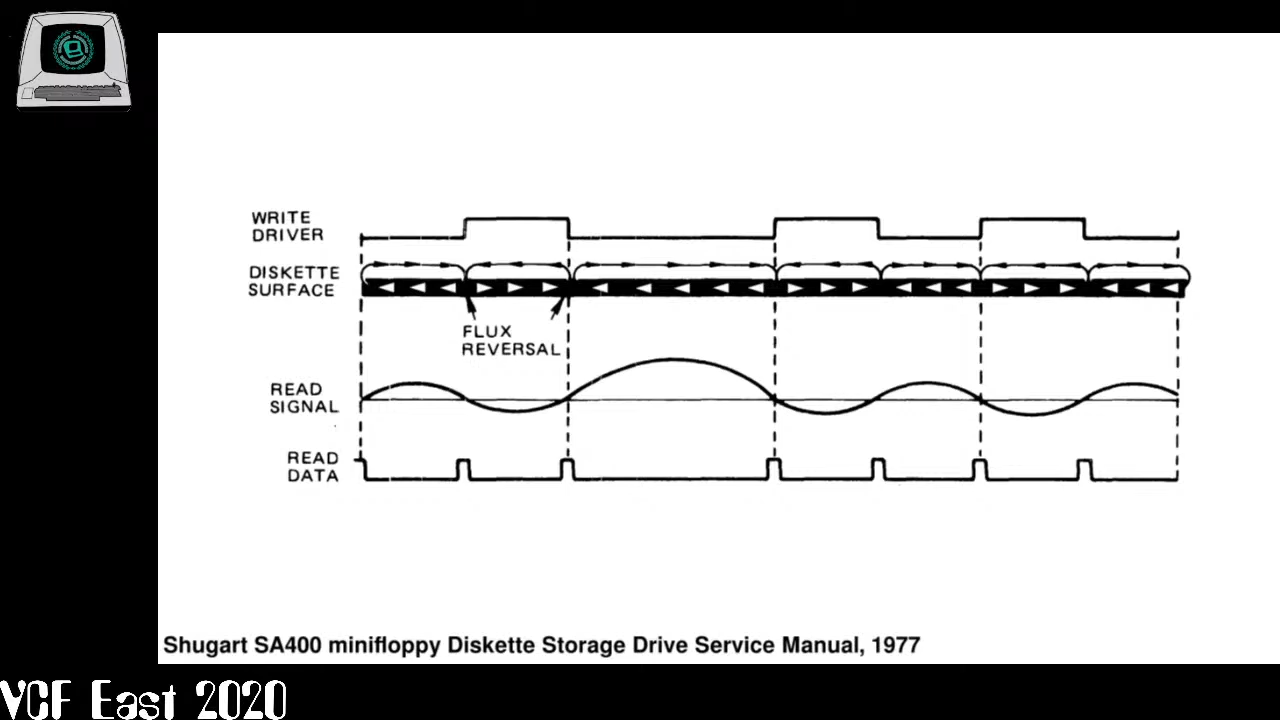 WRITE
DRIVER
DISKETTE
SURFACE
FLUX
REVERSAL
READ
SIGNAL
READ
DATA
Shugart SA400 minifloppy Diskette Storage Drive Service Manual, 1977
VCF East 2020